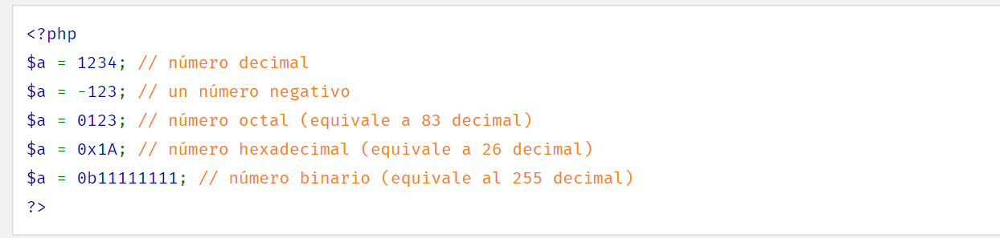 <?php
$a = 1234; // número decimal
$a = -123; // un número negativo
$a = 0123; // número octal (equivale a 83 decimal)
$a = 0x1A; // número hexadecimal (equivale a 26 decimal)
$a = 0b11111111; // número binario (equivale al 255 decimal)
?>